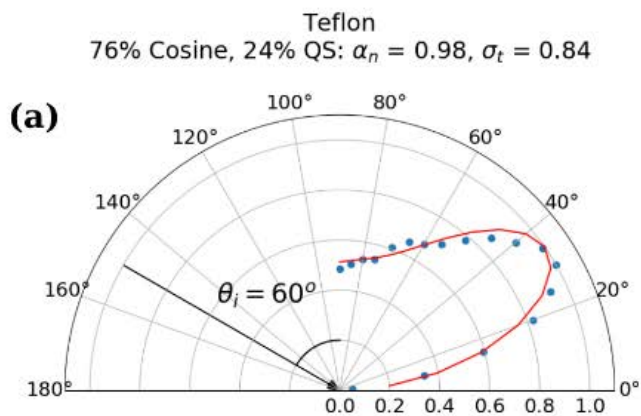 Teflon
76% Cosine, 24% QS: αₙ = 0.98, σₜ = 0.84
(a)
100° 80°
120° 60°
140° 40°
θᵢ = 60°
160° 20°
180° 0°
0.0 0.2 0.4 0.6 0.8 1.0